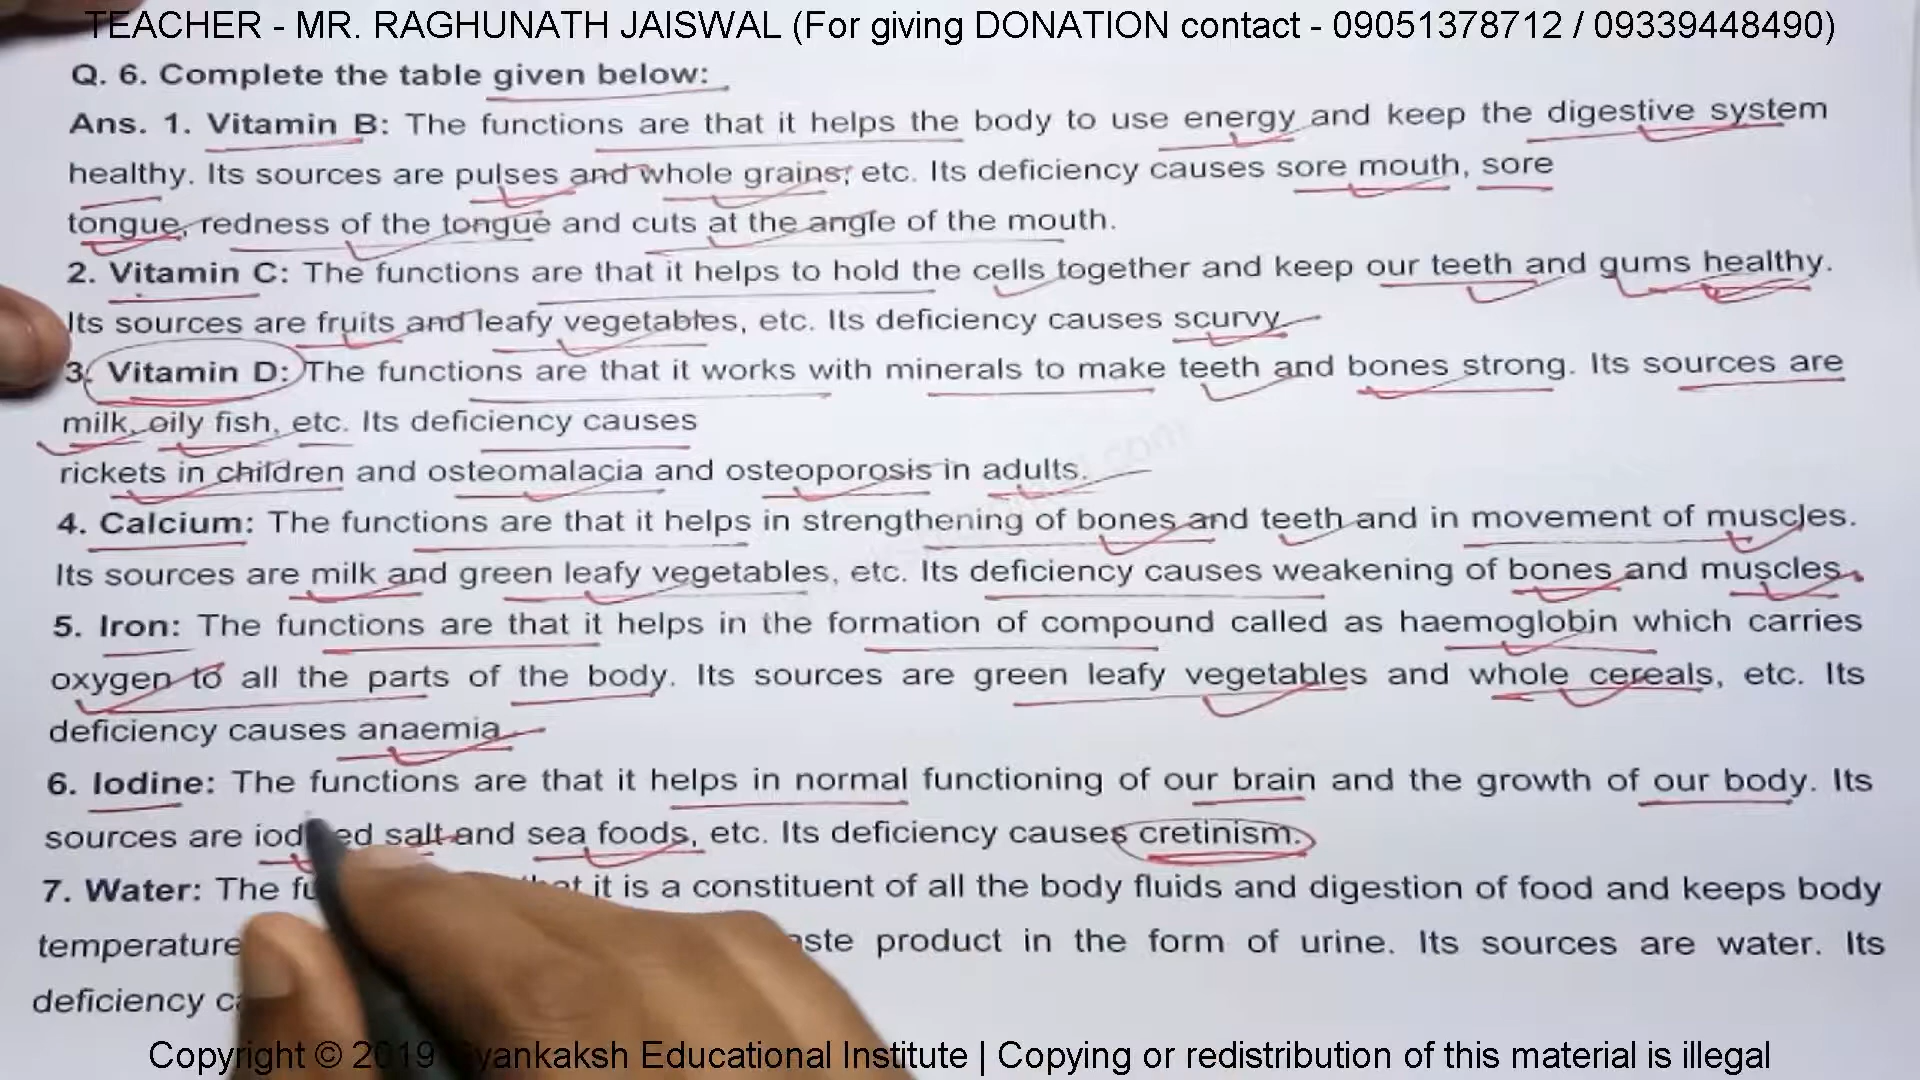 TEACHER - MR. RAGHUNATH JAISWAL (For giving DONATION contact - 09051378712 / 09339448490)
Q. 6. Complete the table given below:
Ans. 1. Vitamin B: The functions are that it helps the body to use energy and keep the digestive system
healthy. Its sources are pulses and whole grains, etc. Its deficiency causes sore mouth, sore
tongue, redness of the tongue and cuts at the angle of the mouth.
2. Vitamin C: The functions are that it helps to hold the cells together and keep our teeth and gums healthy.
Its sources are fruits and leafy vegetables, etc. Its deficiency causes scurvy
3. Vitamin D: The functions are that it works with minerals to make teeth and bones strong. Its sources are
milk, oily fish, etc. Its deficiency causes
rickets in children and osteomalacia and osteoporosis in adults.
4. Calcium: The functions are that it helps in strengthening of bones and teeth and in movement of muscles.
Its sources are milk and green leafy vegetables, etc. Its deficiency causes weakening of bones and muscles.
5. Iron: The functions are that it helps in the formation of compound called as haemoglobin which carries
oxygen to all the parts of the body. Its sources are green leafy vegetables and whole cereals, etc. Its
deficiency causes anaemia
6. Iodine: The functions are that it helps in normal functioning of our brain and the growth of our body. Its
sources are salt and sea foods, etc. Its deficiency causes cretinism.
7. Water: The it is a constituent of all the body fluids and digestion of food and keeps body
temperature product in the form of urine. Its sources are water. Its
deficiency
Copyright © 2019 Educational Institute | Copying or redistribution of this material is illegal